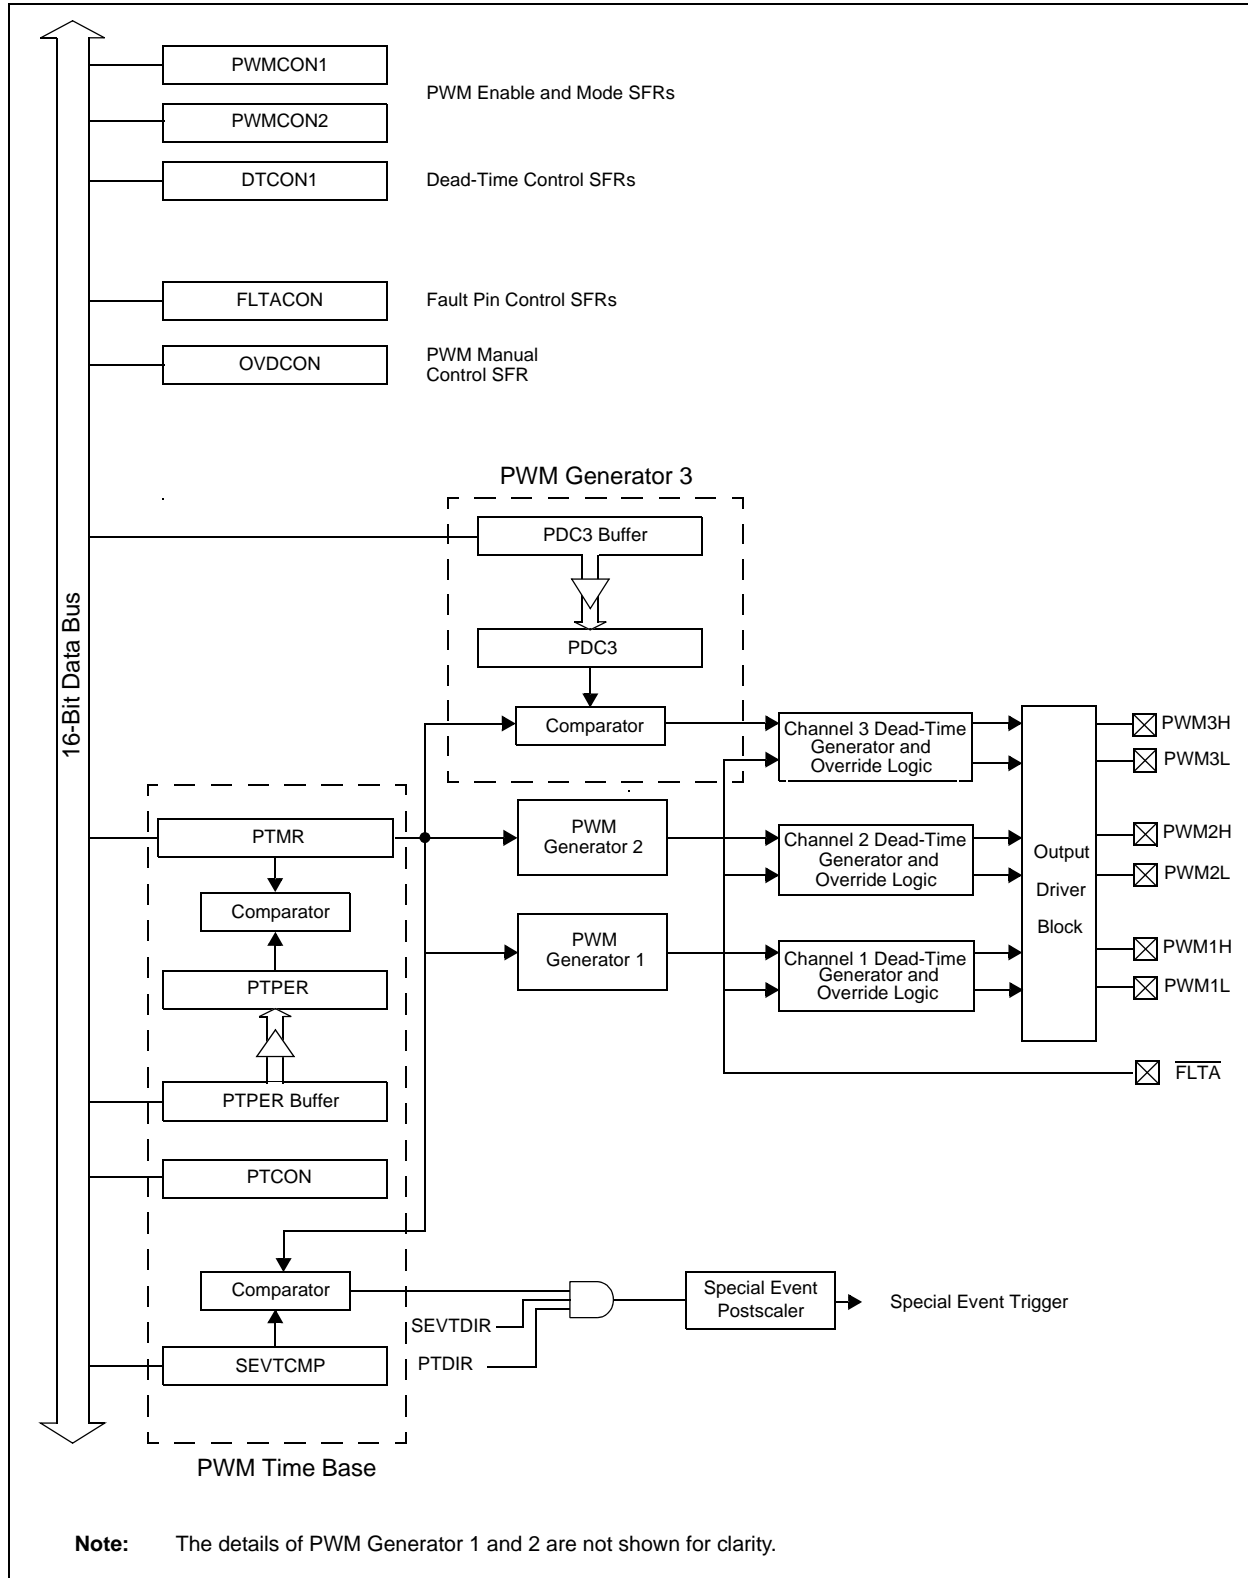 PWMCON1
PWM Enable and Mode SFRs
PWMCON2
DTCON1
Dead-Time Control SFRs
FLTACON
Fault Pin Control SFRs
OVDCON
PWM Manual
Control SFR
16-Bit Data Bus
PWM Generator 3
PDC3 Buffer
PDC3
Comparator
Channel 3 Dead-Time
Generator and
Override Logic
PWM3H
PWM3L
PTMR
PWM
Generator 2
Channel 2 Dead-Time
Generator and
Override Logic
PWM2H
PWM2L
Output
Driver
Block
Comparator
PWM
Generator 1
Channel 1 Dead-Time
Generator and
Override Logic
PWM1H
PWM1L
PTPER
FLTA
PTPER Buffer
PTCON
Comparator
SEVTDIR
PTDIR
Special Event
Postscaler
Special Event Trigger
SEVTCMP
PWM Time Base
Note: The details of PWM Generator 1 and 2 are not shown for clarity.